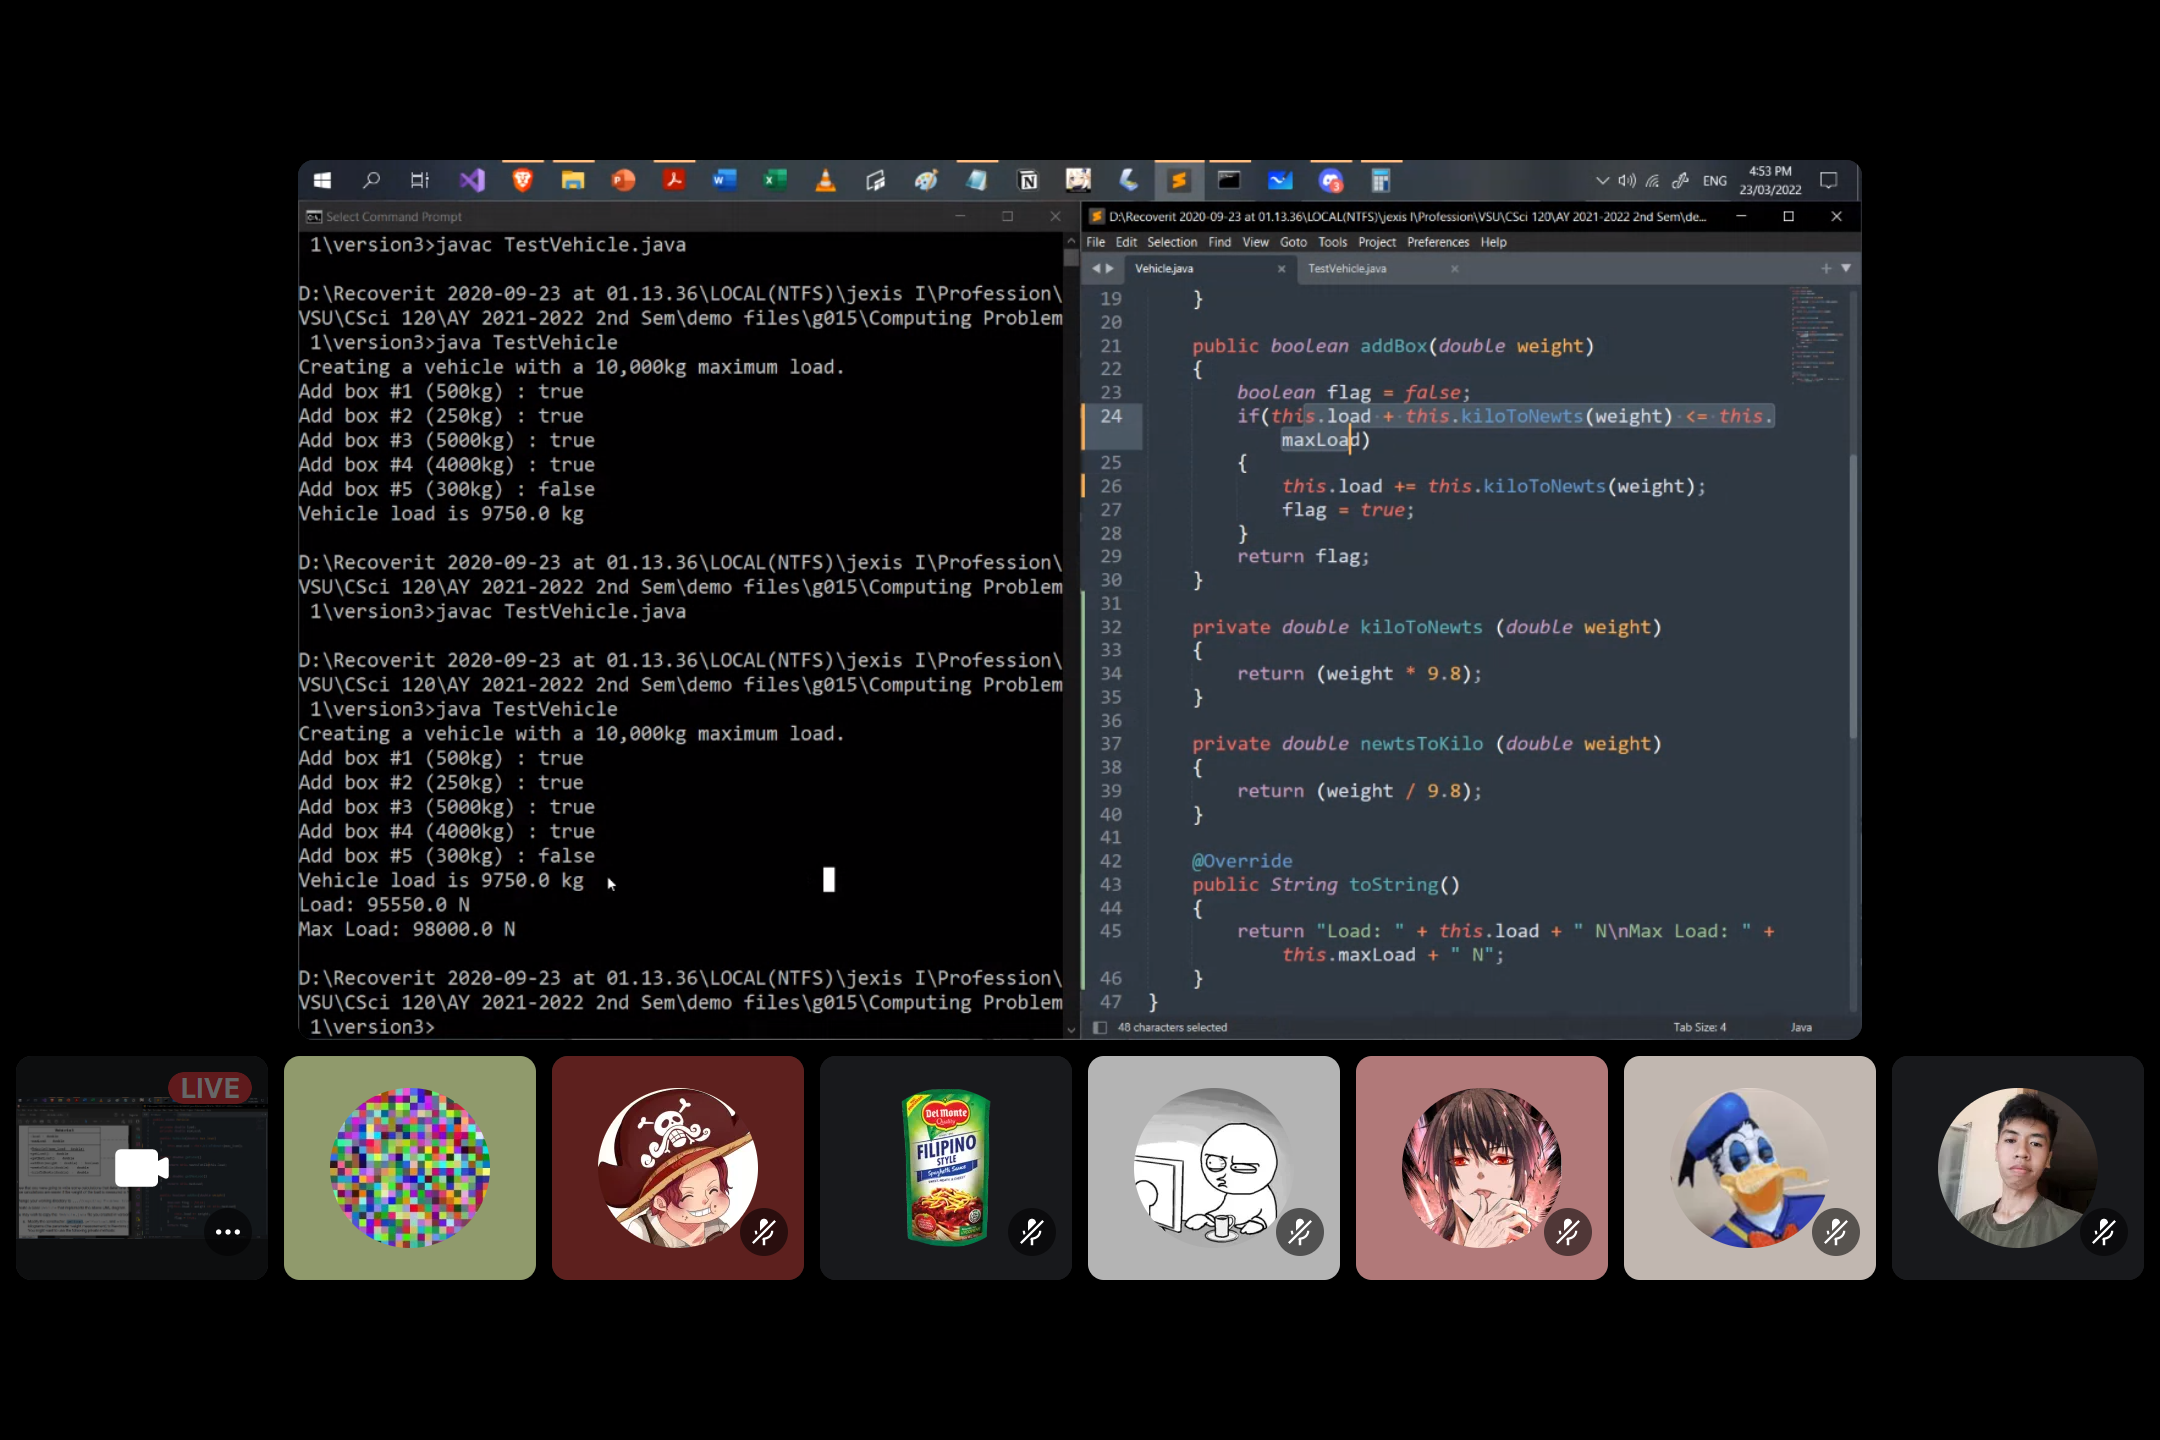 4:53 PM
ENG
23/03/2022
Select Command Prompt
1\version3>javac TestVehicle.java
D:\Recoverit 2020-09-23 at 01.13.36\LOCAL(NTFS)\jexis I\Profession\
VSU\CSci 120\AY 2021-2022 2nd Sem\demo files\g015\Computing Problem
1\version3>java TestVehicle
Creating a vehicle with a 10,000kg maximum load.
Add box #1 (500kg) : true
Add box #2 (250kg) : true
Add box #3 (5000kg) : true
Add box #4 (4000kg) : true
Add box #5 (300kg) : false
Vehicle load is 9750.0 kg
D:\Recoverit 2020-09-23 at 01.13.36\LOCAL(NTFS)\jexis I\Profession\
VSU\CSci 120\AY 2021-2022 2nd Sem\demo files\g015\Computing Problem
1\version3>javac TestVehicle.java
D:\Recoverit 2020-09-23 at 01.13.36\LOCAL(NTFS)\jexis I\Profession\
VSU\CSci 120\AY 2021-2022 2nd Sem\demo files\g015\Computing Problem
1\version3>java TestVehicle
Creating a vehicle with a 10,000kg maximum load.
Add box #1 (500kg) : true
Add box #2 (250kg) : true
Add box #3 (5000kg) : true
Add box #4 (4000kg) : true
Add box #5 (300kg) : false
Vehicle load is 9750.0 kg
Load: 95550.0 N
Max Load: 98000.0 N
D:\Recoverit 2020-09-23 at 01.13.36\LOCAL(NTFS)\jexis I\Profession\
VSU\CSci 120\AY 2021-2022 2nd Sem\demo files\g015\Computing Problem
1\version3>
D:\Recoverit 2020-09-23 at 01.13.36\LOCAL(NTFS)\jexis I\Profession\VSU\CSci 120\AY 2021-2022 2nd Sem\de...
File Edit Selection Find View Goto Tools Project Preferences Help
Vehicle.java TestVehicle.java
19 }
20
21 public boolean addBox(double weight)
22 {
23 boolean flag = false;
24 if(this.load + this.kiloToNewts(weight) <= this.
maxLoad)
25 {
26 this.load += this.kiloToNewts(weight);
27 flag = true;
28 }
29 return flag;
30 }
31
32 private double kiloToNewts (double weight)
33 {
34 return (weight * 9.8);
35 }
36
37 private double newtsToKilo (double weight)
38 {
39 return (weight / 9.8);
40 }
41
42 @Override
43 public String toString()
44 {
45 return "Load: " + this.load + " N\nMax Load: " +
this.maxLoad + " N";
46 }
47 }
48 characters selected
Tab Size: 4
Java
LIVE
Del Monte
Quality
FILIPINO
STYLE
Spaghetti Sauce